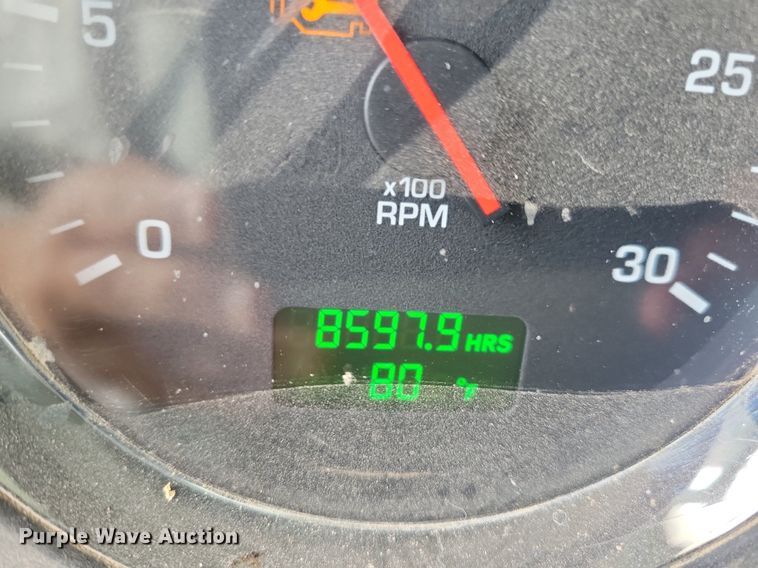 5
25
x100
RPM
0
30
8597.9 HRS
80 °F
Purple Wave Auction